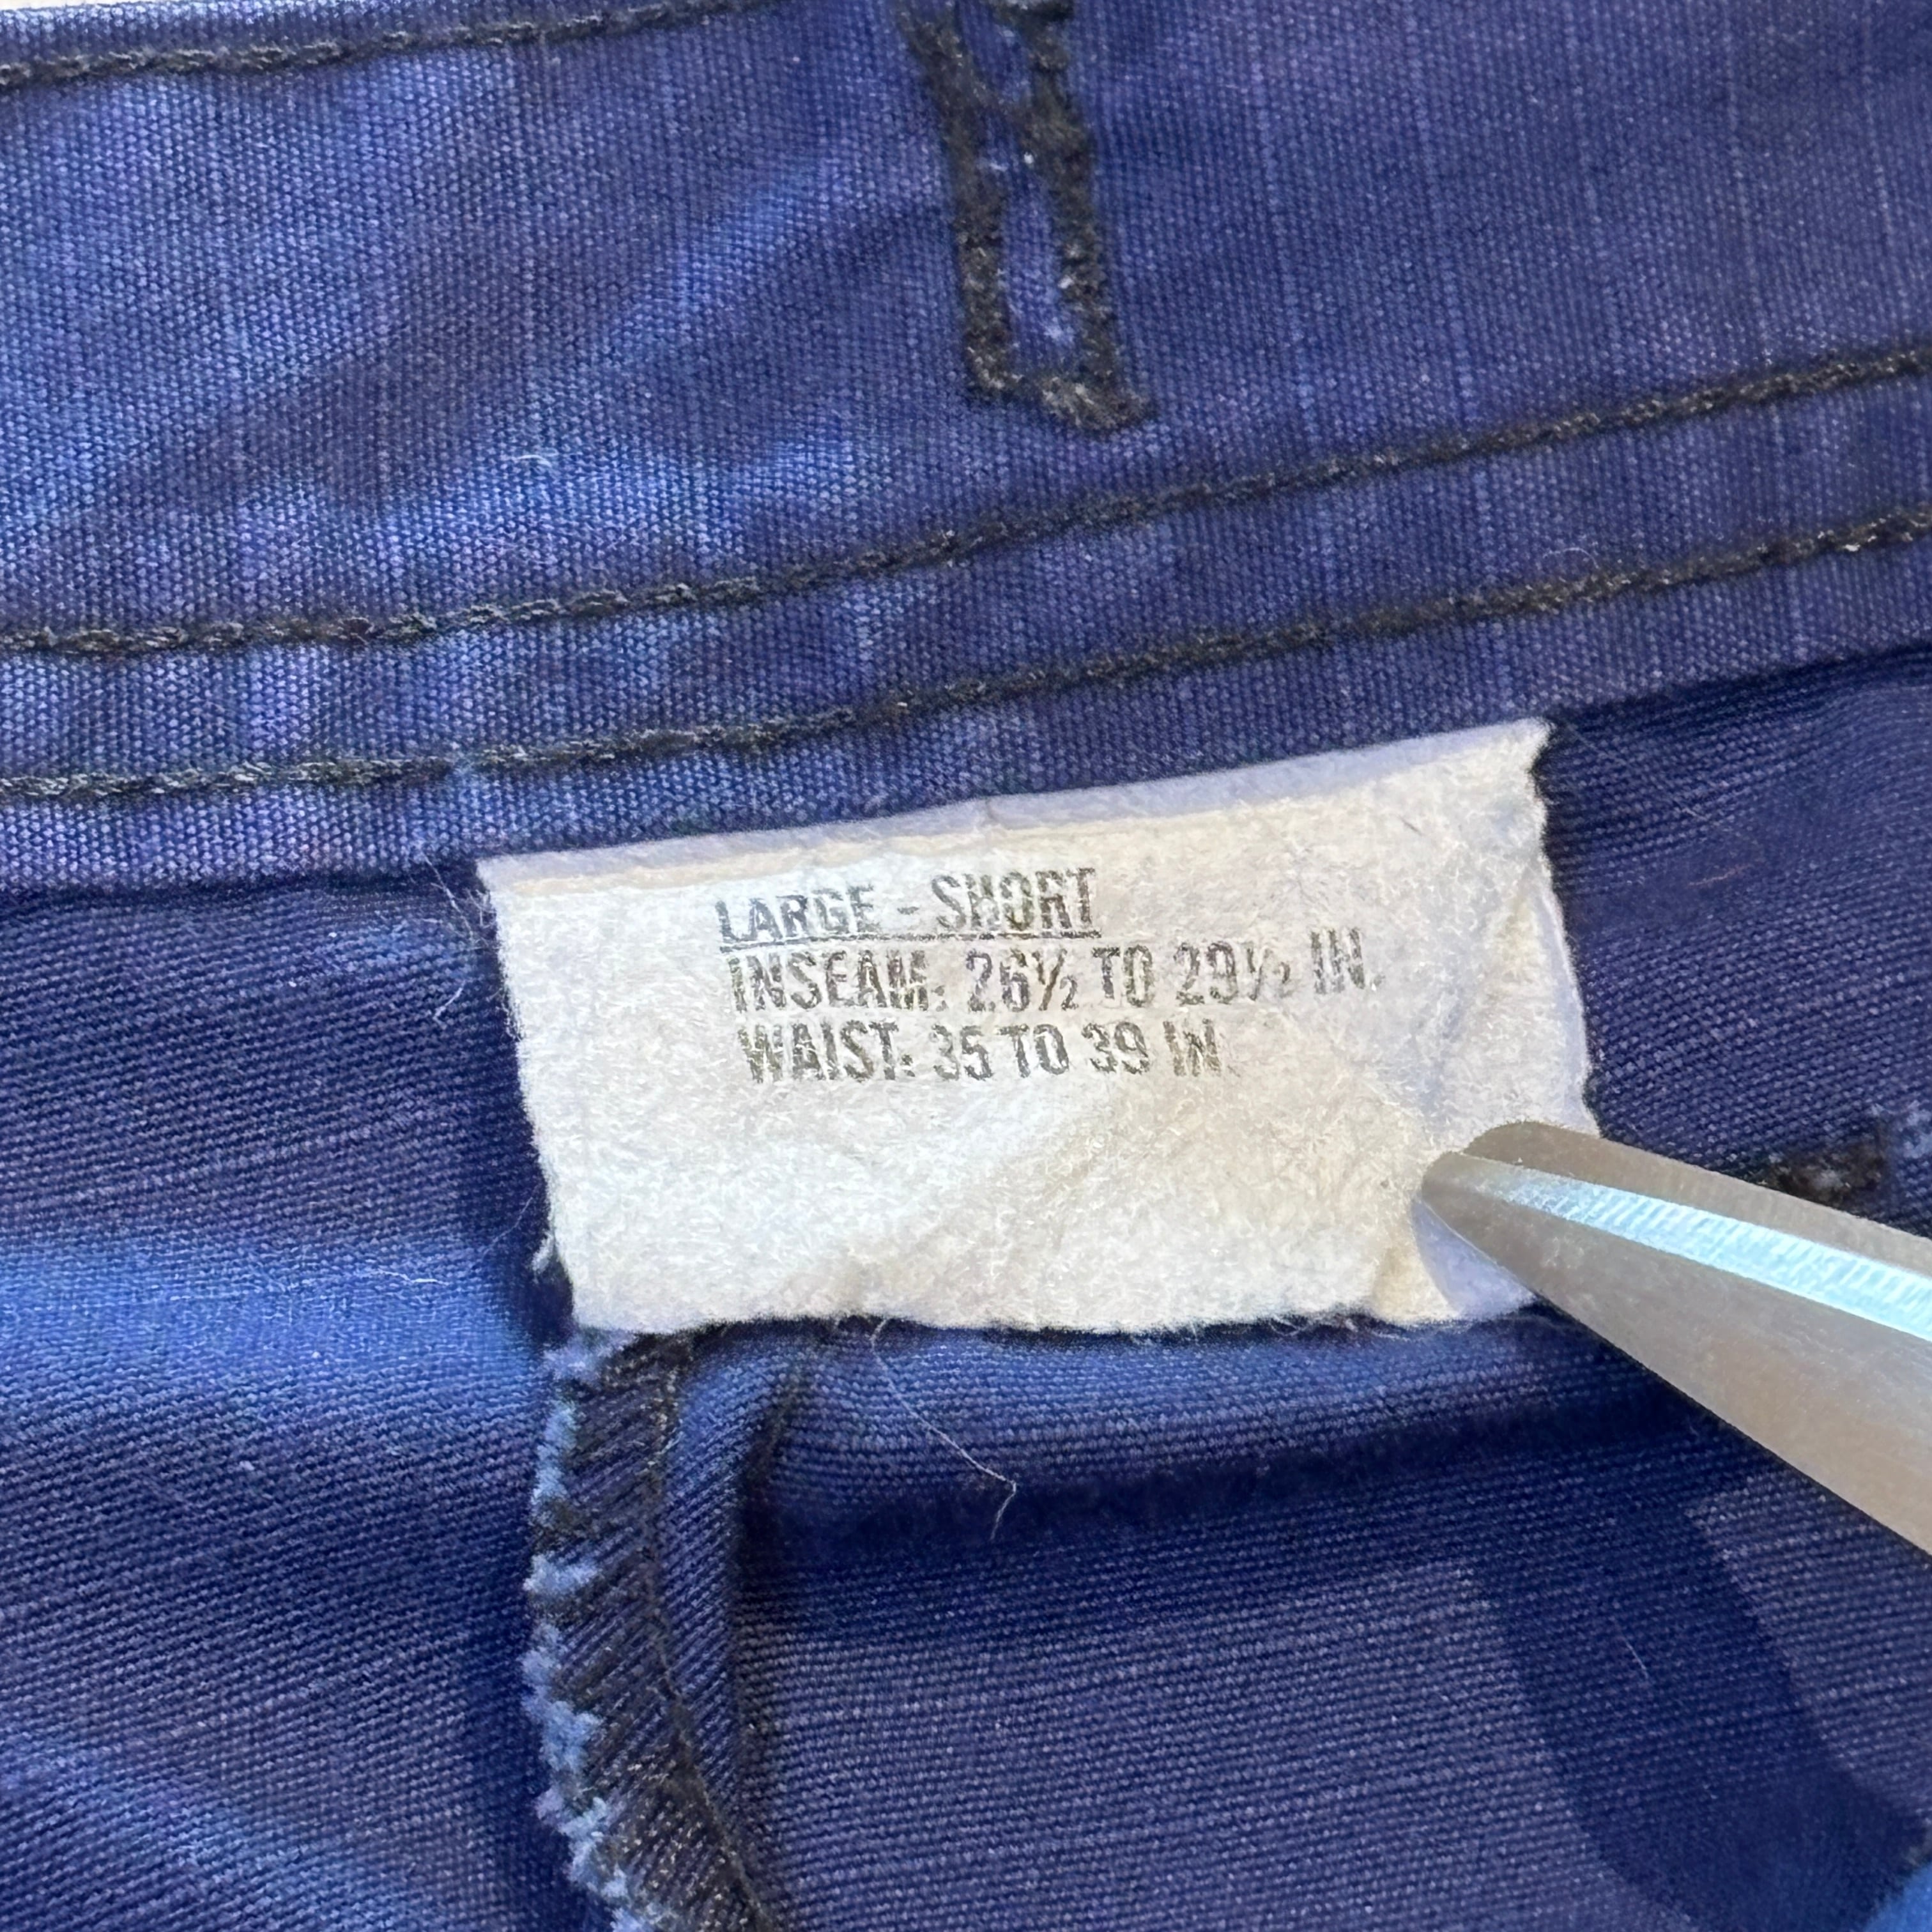 LARGE - SHORT
INSEAM: 26½ TO 29½ IN.
WAIST: 35 TO 39 IN.